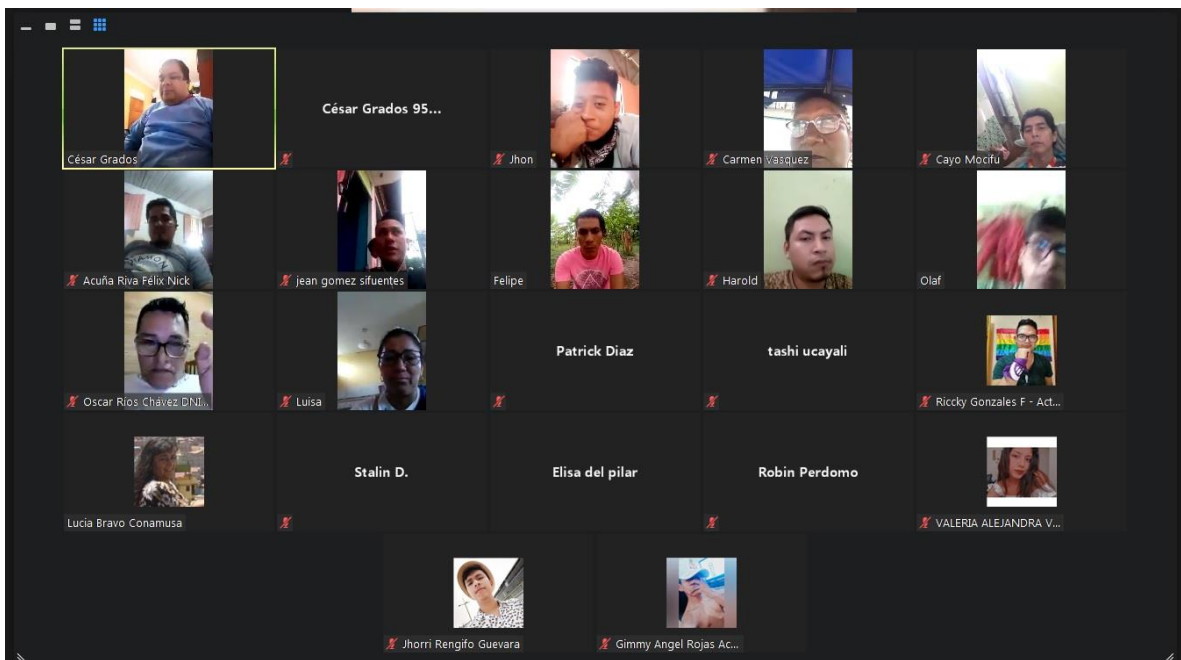 César Grados
César Grados 95...
Jhon
Carmen Vasquez
Cayo Mocifu
Acuña Riva Félix Nick
jean gomez sifuentes
Felipe
Harold
Olaf
Oscar Ríos Chávez DNI...
Luisa
Patrick Diaz
tashi ucayali
Riccky Gonzales F - Act...
Lucia Bravo Conamusa
Stalin D.
Elisa del pilar
Robin Perdomo
VALERIA ALEJANDRA V...
Jhorri Rengifo Guevara
Gimmy Angel Rojas Ac...